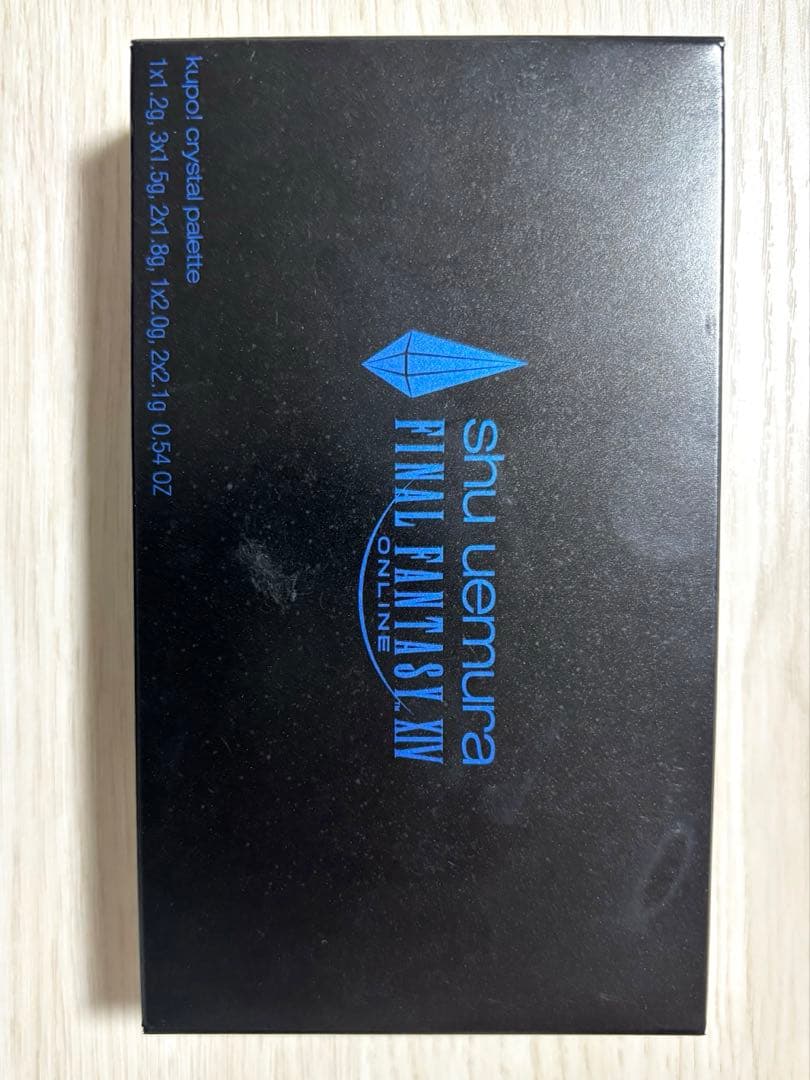 shu uemura
FINAL FANTASY XIV™
ONLINE
kupo! crystal palette
1x1.2g, 3x1.5g, 2x1.8g, 1x2.0g, 2x2.1g 0.54 OZ